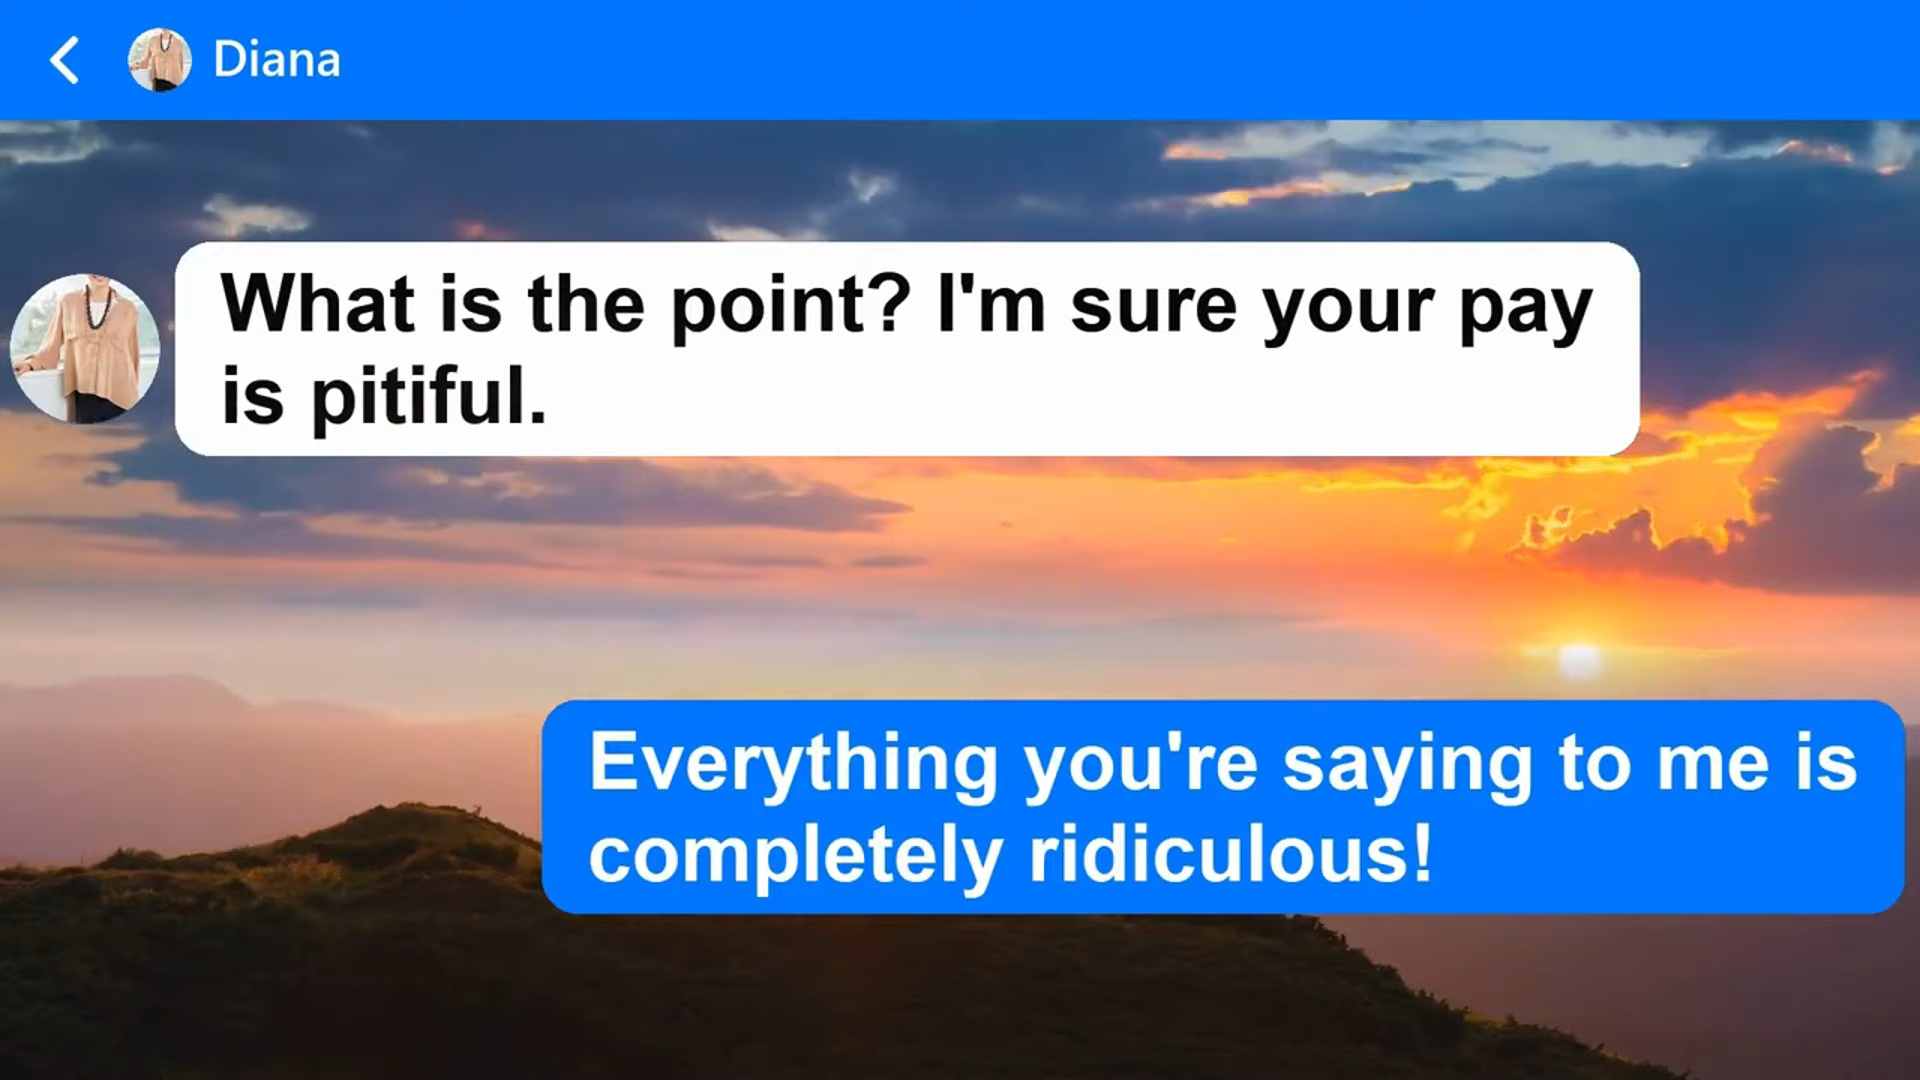 Diana
What is the point? I'm sure your pay
is pitiful.
Everything you're saying to me is
completely ridiculous!